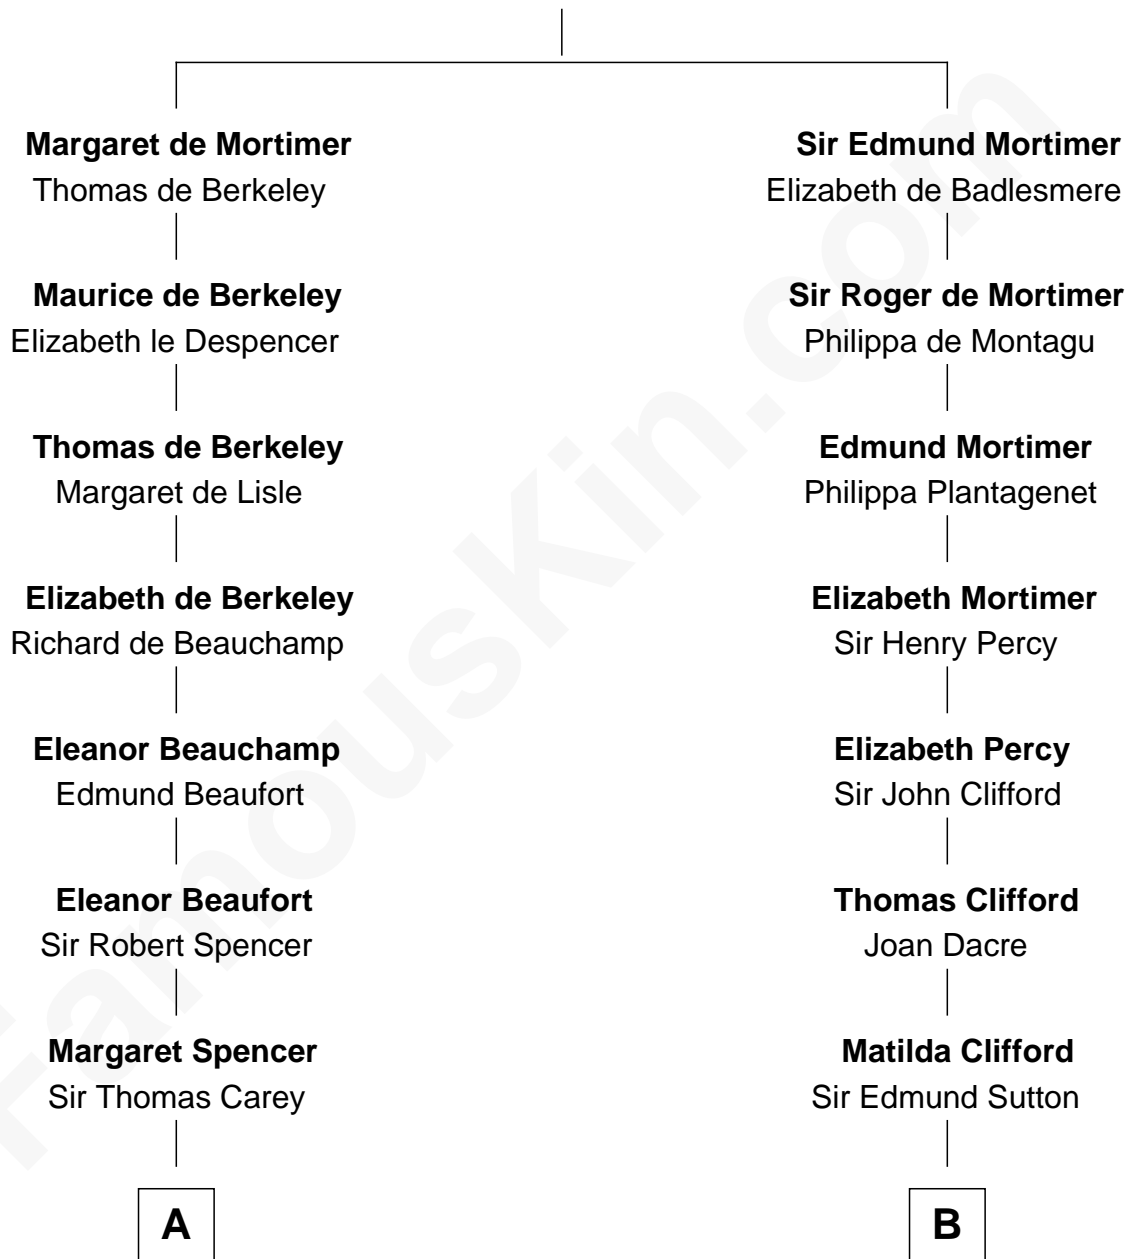 Margaret de Mortimer
Thomas de Berkeley
Maurice de Berkeley
Elizabeth le Despencer
Thomas de Berkeley
Margaret de Lisle
Elizabeth de Berkeley
Richard de Beauchamp
Eleanor Beauchamp
Edmund Beaufort
Eleanor Beaufort
Sir Robert Spencer
Margaret Spencer
Sir Thomas Carey
A
Sir Edmund Mortimer
Elizabeth de Badlesmere
Sir Roger de Mortimer
Philippa de Montagu
Edmund Mortimer
Philippa Plantagenet
Elizabeth Mortimer
Sir Henry Percy
Elizabeth Percy
Sir John Clifford
Thomas Clifford
Joan Dacre
Matilda Clifford
Sir Edmund Sutton
B
FamousKin.com